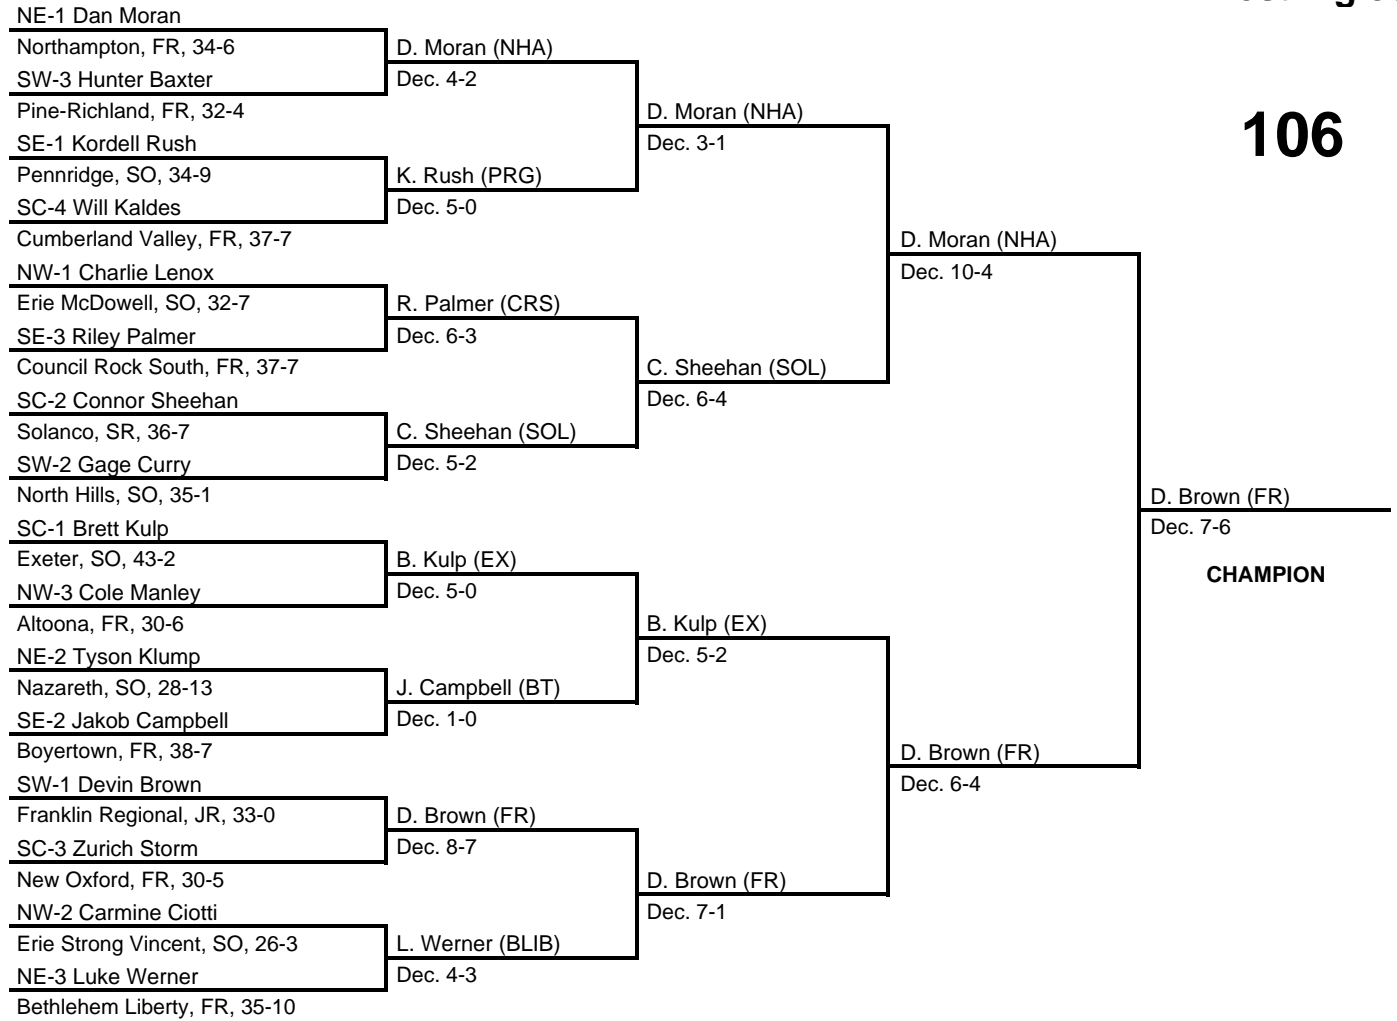 NE-1 Dan Moran
Northampton, FR, 34-6
SW-3 Hunter Baxter
Pine-Richland, FR, 32-4
SE-1 Kordell Rush
Pennridge, SO, 34-9
SC-4 Will Kaldes
Cumberland Valley, FR, 37-7
NW-1 Charlie Lenox
Erie McDowell, SO, 32-7
SE-3 Riley Palmer
Council Rock South, FR, 37-7
SC-2 Connor Sheehan
Solanco, SR, 36-7
SW-2 Gage Curry
North Hills, SO, 35-1
SC-1 Brett Kulp
Exeter, SO, 43-2
NW-3 Cole Manley
Altoona, FR, 30-6
NE-2 Tyson Klump
Nazareth, SO, 28-13
SE-2 Jakob Campbell
Boyertown, FR, 38-7
SW-1 Devin Brown
Franklin Regional, JR, 33-0
SC-3 Zurich Storm
New Oxford, FR, 30-5
NW-2 Carmine Ciotti
Erie Strong Vincent, SO, 26-3
NE-3 Luke Werner
Bethlehem Liberty, FR, 35-10
D. Moran (NHA)
Dec. 4-2
K. Rush (PRG)
Dec. 5-0
R. Palmer (CRS)
Dec. 6-3
C. Sheehan (SOL)
Dec. 5-2
B. Kulp (EX)
Dec. 5-0
J. Campbell (BT)
Dec. 1-0
D. Brown (FR)
Dec. 8-7
L. Werner (BLIB)
Dec. 4-3
D. Moran (NHA)
Dec. 3-1
C. Sheehan (SOL)
Dec. 6-4
B. Kulp (EX)
Dec. 5-2
D. Brown (FR)
Dec. 7-1
D. Moran (NHA)
Dec. 10-4
D. Brown (FR)
Dec. 6-4
106
D. Brown (FR)
Dec. 7-6
CHAMPION